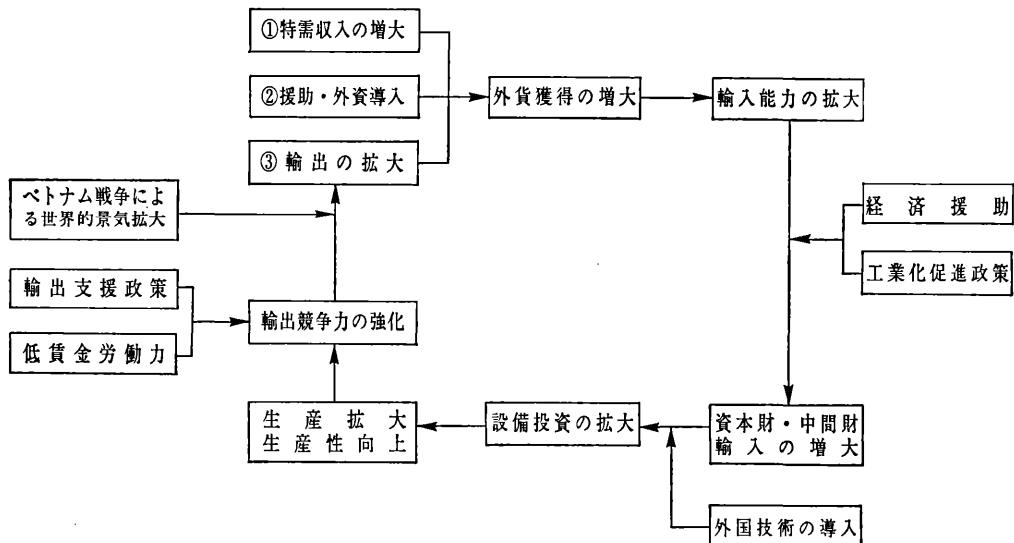 ①特需収入の増大
②援助・外資導入
外貨獲得の増大
輸入能力の拡大
③輸出の拡大
ベトナム戦争によ
る世界的景気拡大
経済援助
工業化促進政策
輸出支援政策
輸出競争力の強化
低賃金労働力
生産拡大
生産性向上
設備投資の拡大
資本財・中間財
輸入の増大
外国技術の導入